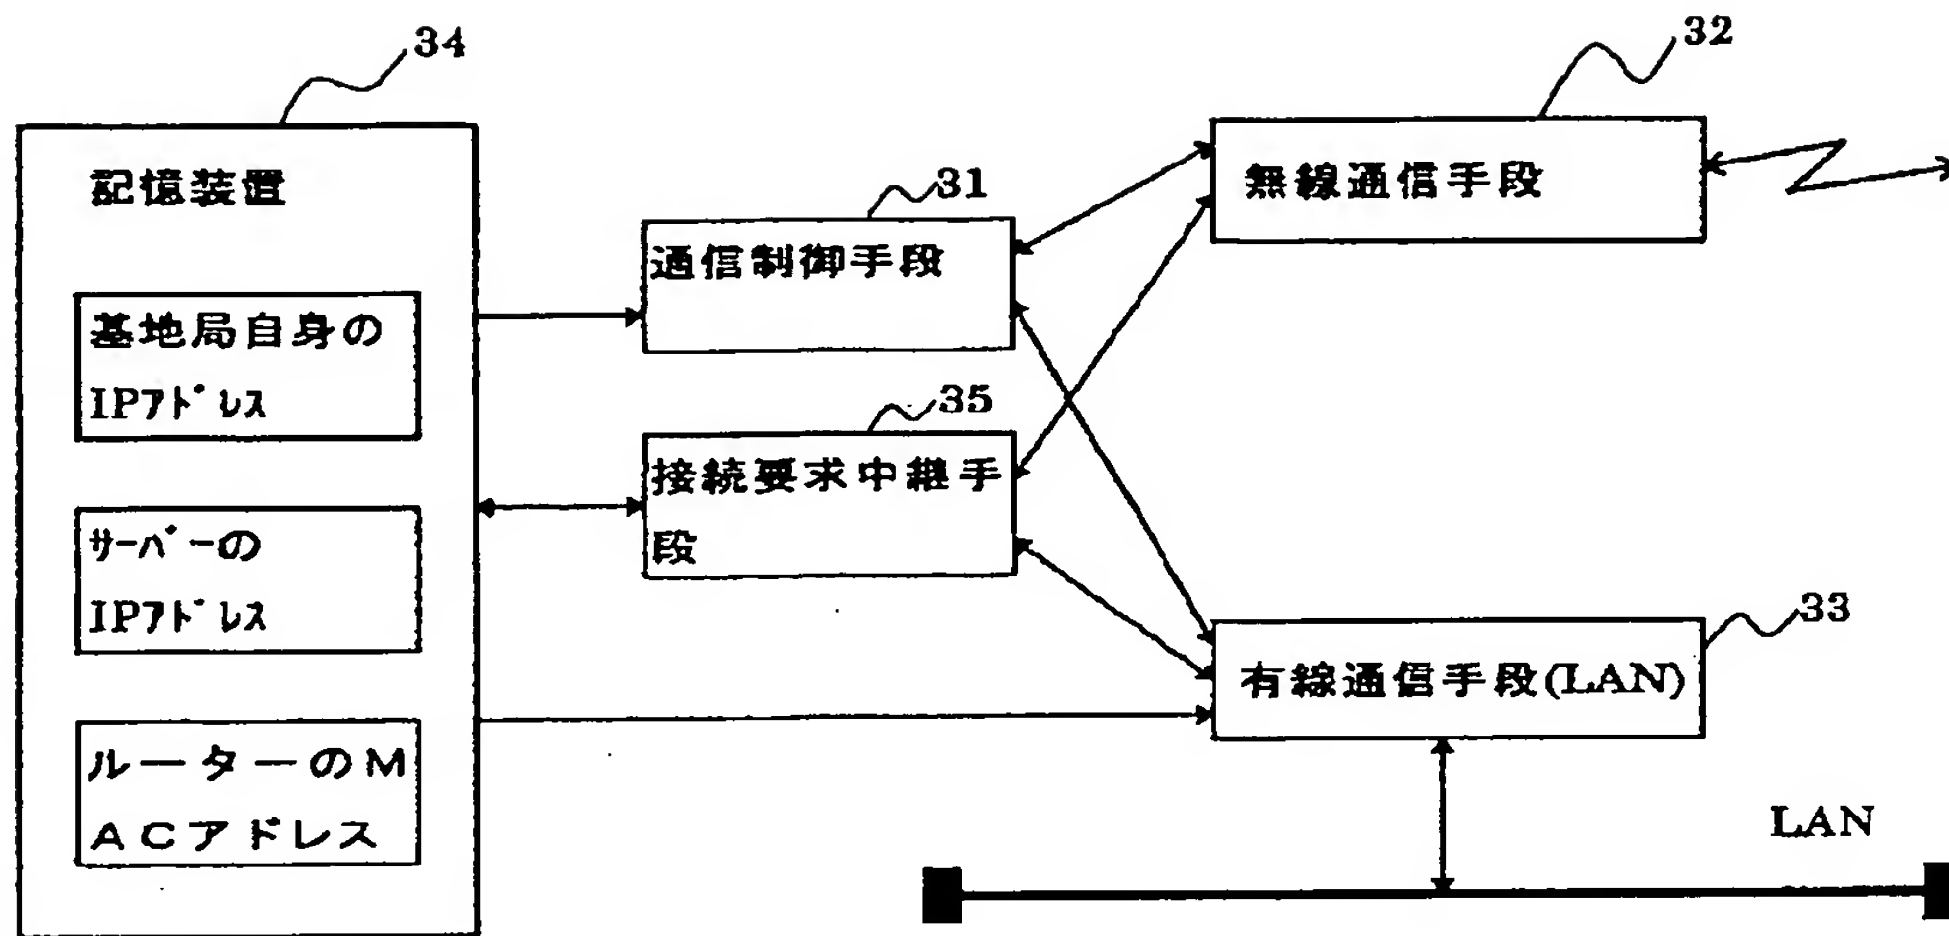 34
記憶装置
基地局自身の
IPアドレス
サーバーの
IPアドレス
ルーターのM
ACアドレス
31
通信制御手段
35
接続要求中継手
段
32
無線通信手段
33
有線通信手段(LAN)
LAN